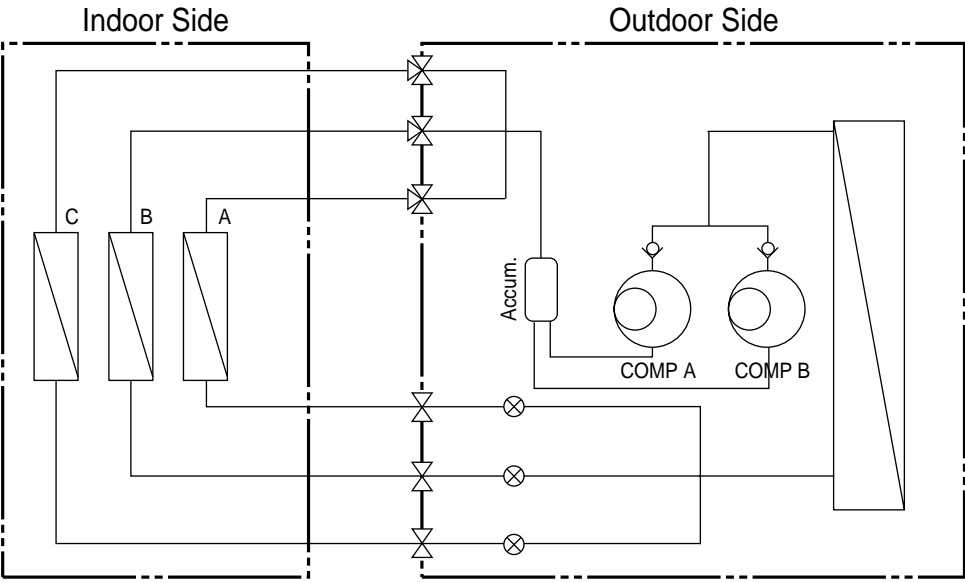 Indoor Side
Outdoor Side
C
B
A
Accum.
COMP A
COMP B